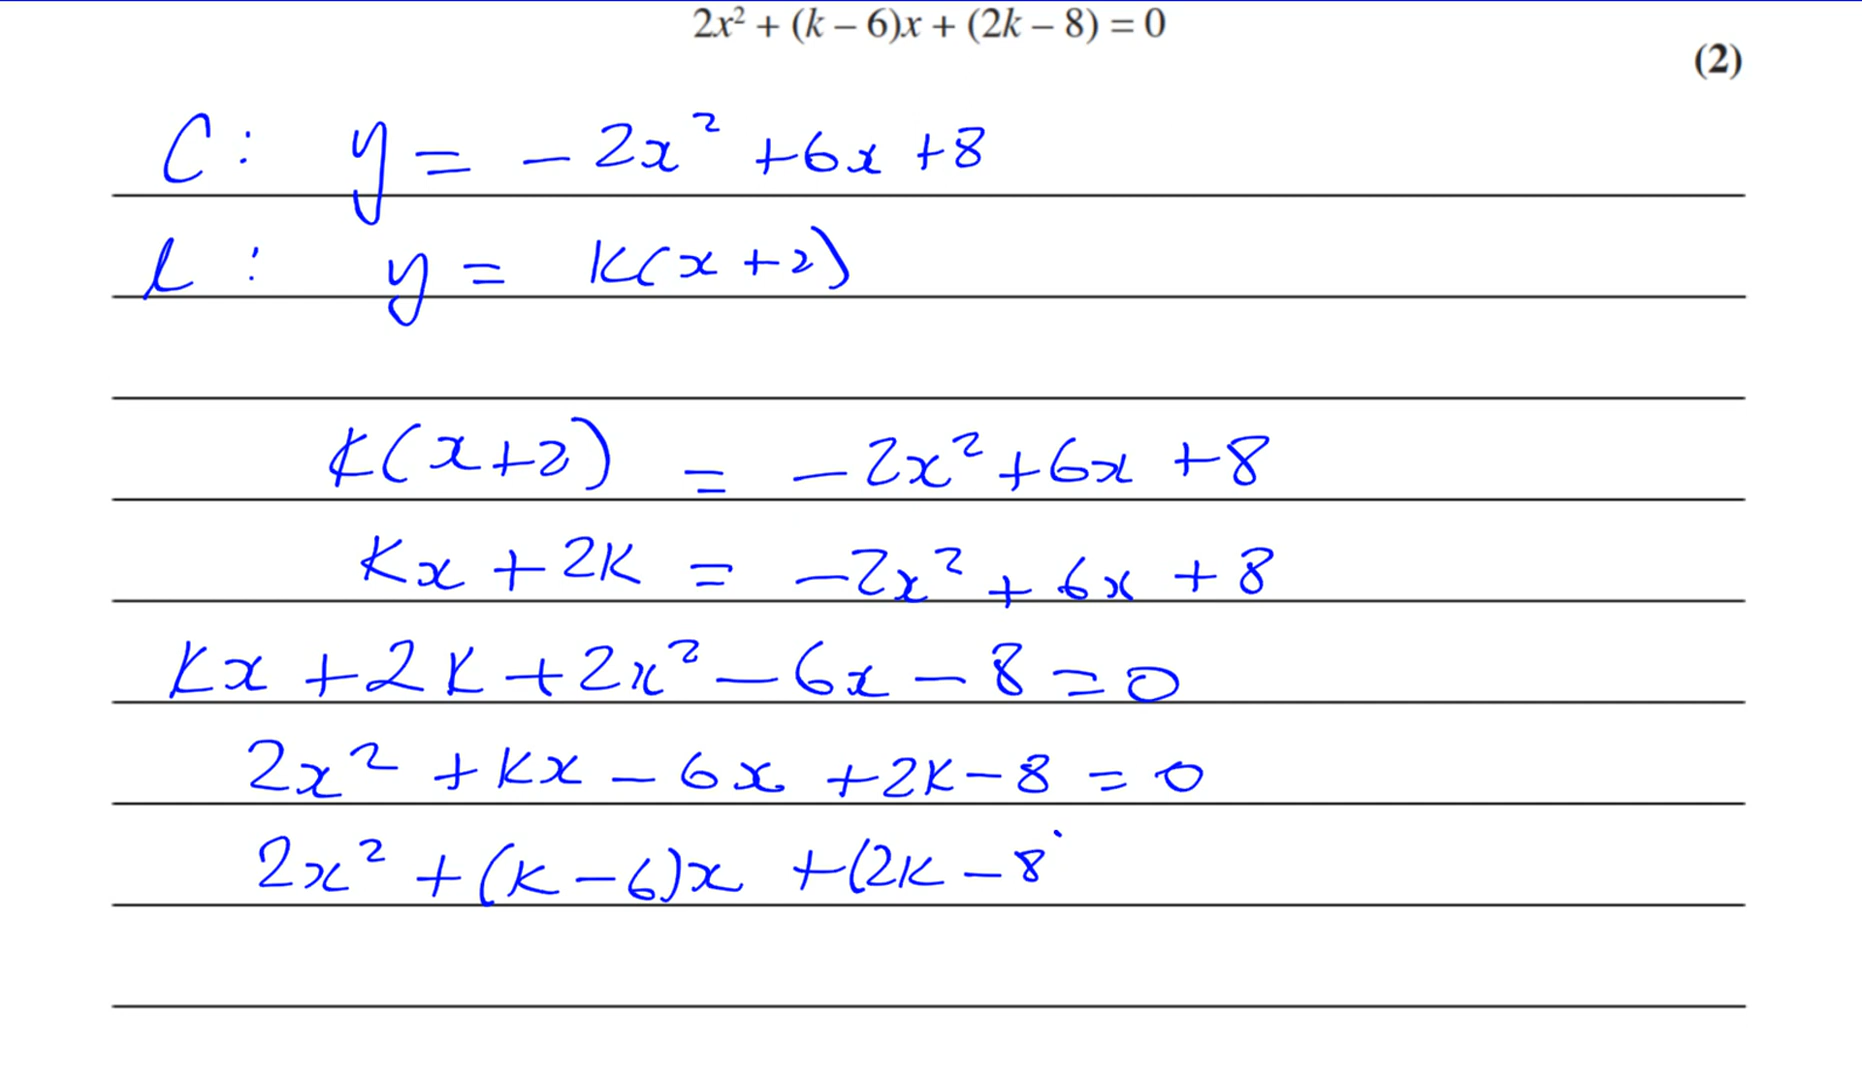 2x² + (k – 6)x + (2k – 8) = 0
(2)
C: y = -2x² +6x +8
L: y = k(x+2)
k(x+2) = -2x² +6x +8
kx +2k = -2x² +6x +8
kx +2k +2x² -6x -8 =0
2x² +kx -6x +2k-8 =0
2x² +(k-6)x +(2k-8